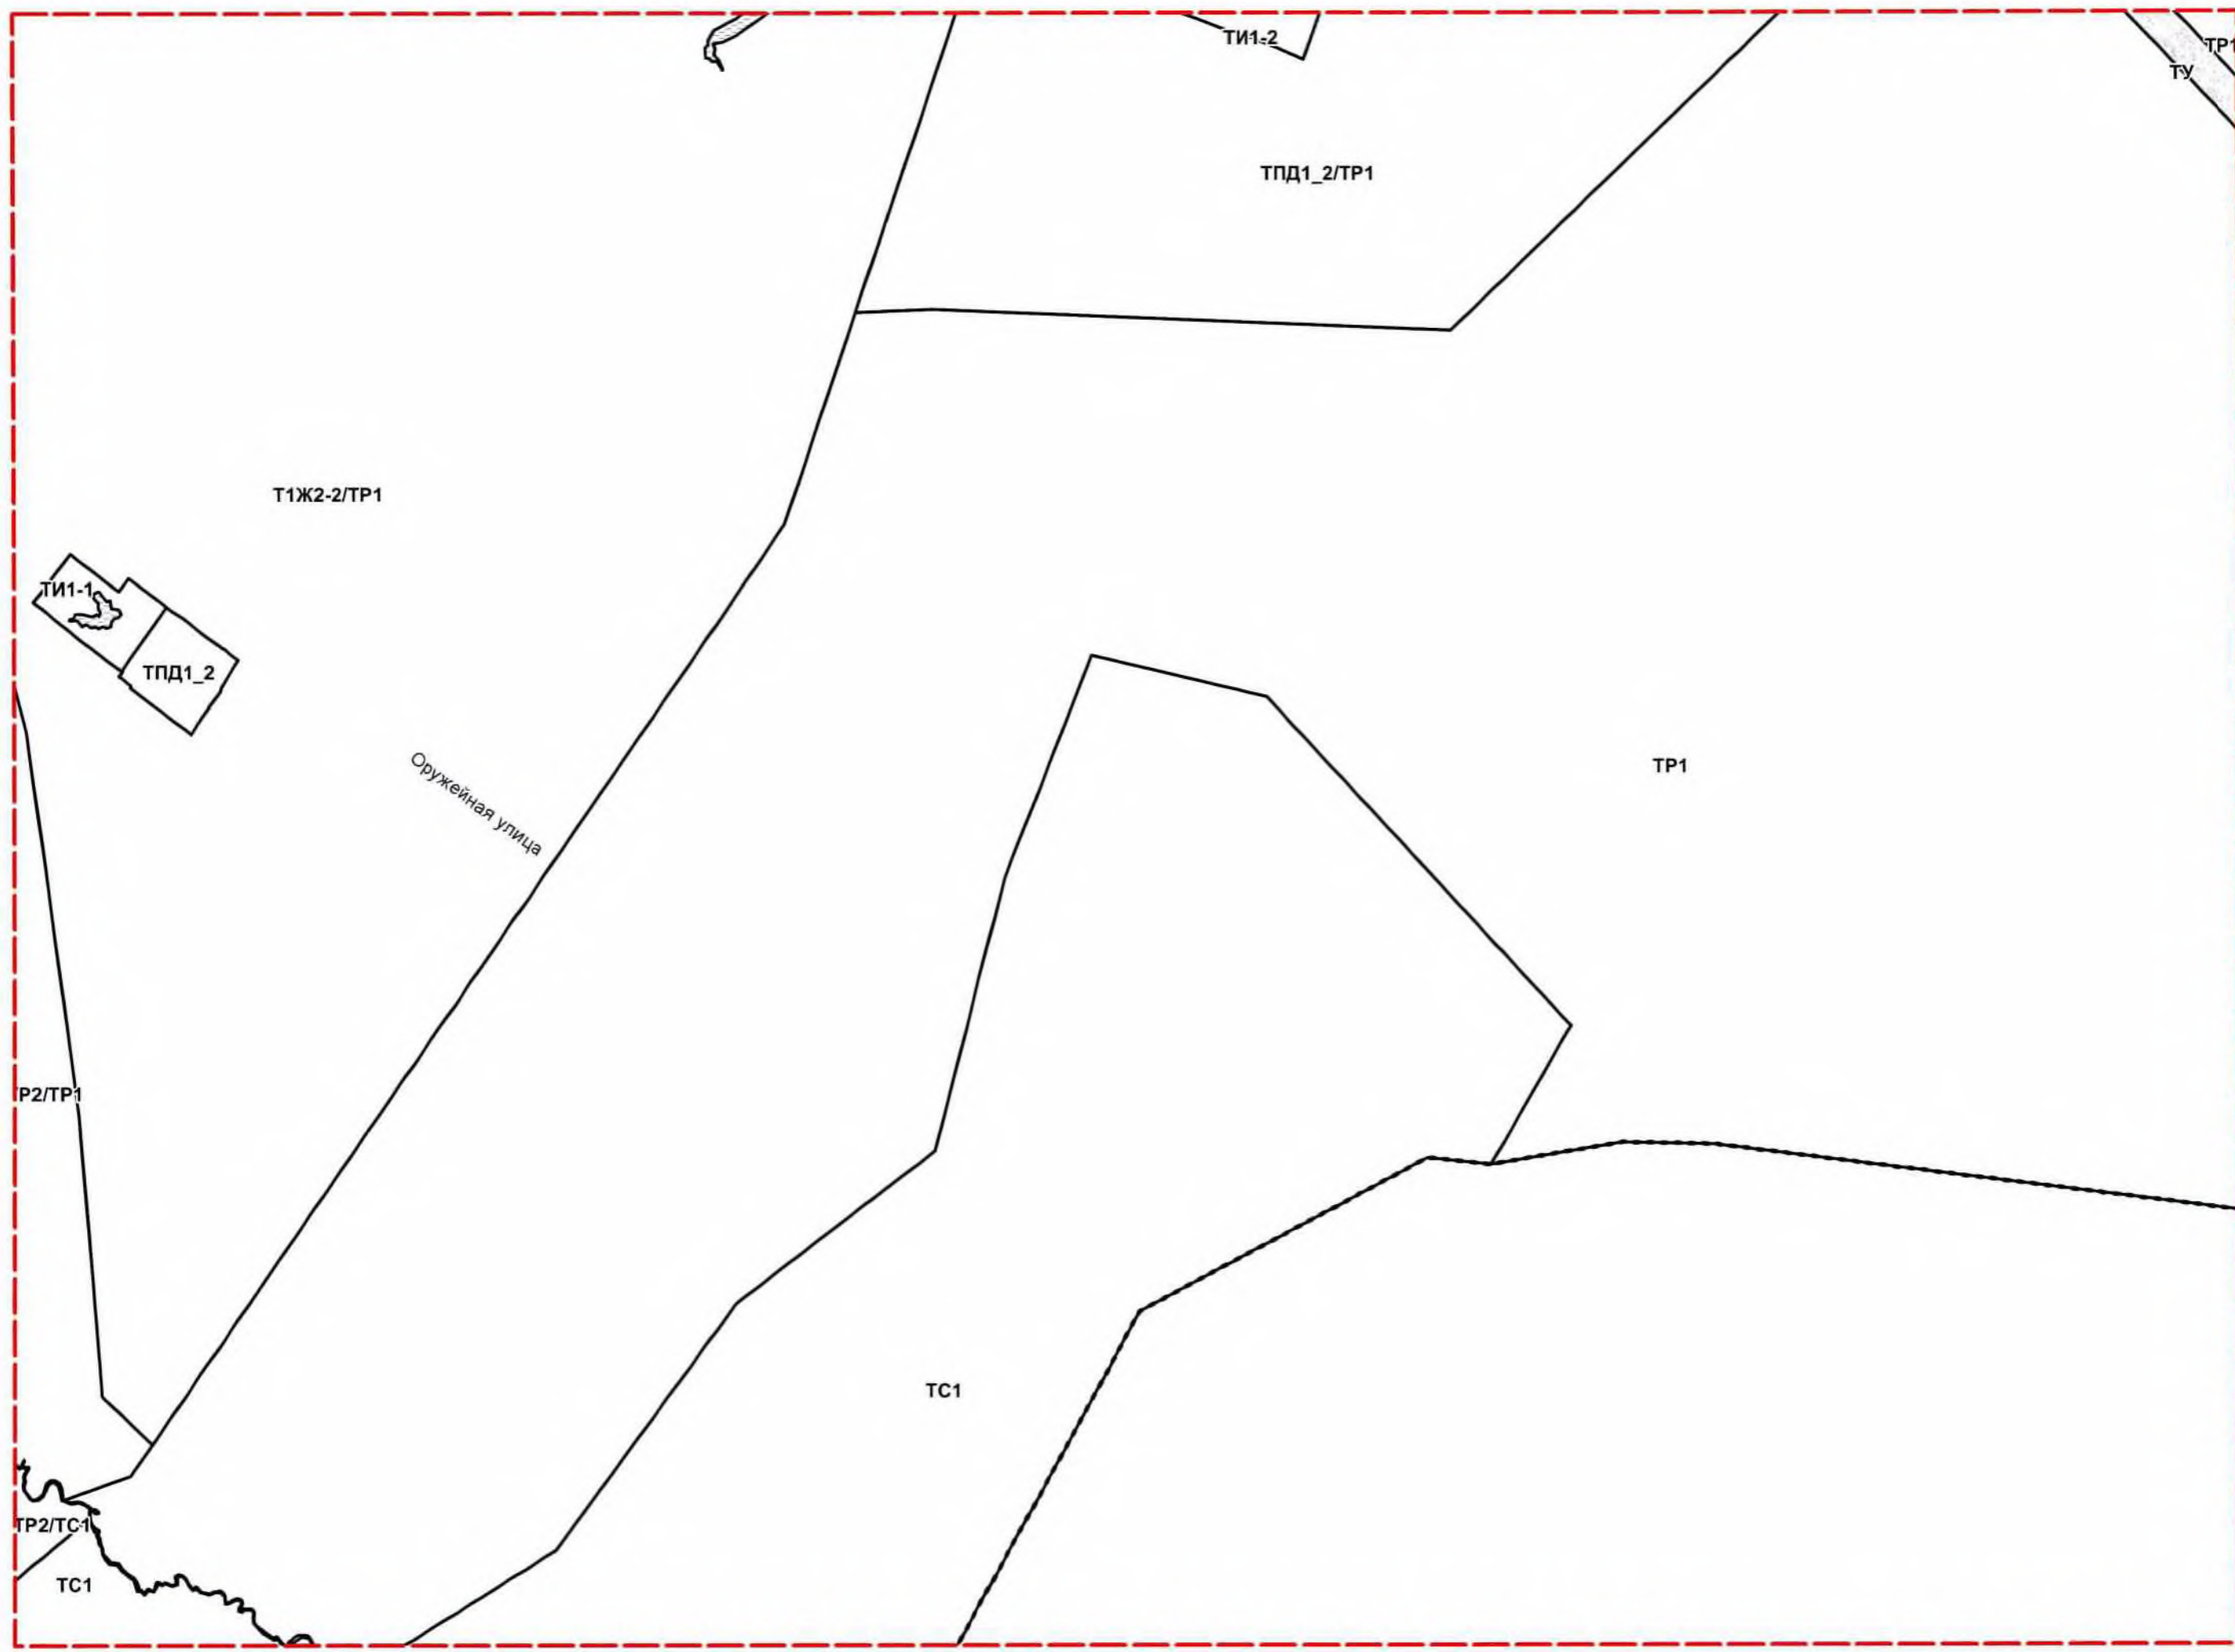 ТИ1-2
ТР1
ТУ
ТПД1_2/ТР1
Т1Ж2-2/ТР1
ТИ1-1
ТПД1_2
Оружейная улица
ТР1
Р2/ТР1
ТС1
ТР2/ТС1
ТС1